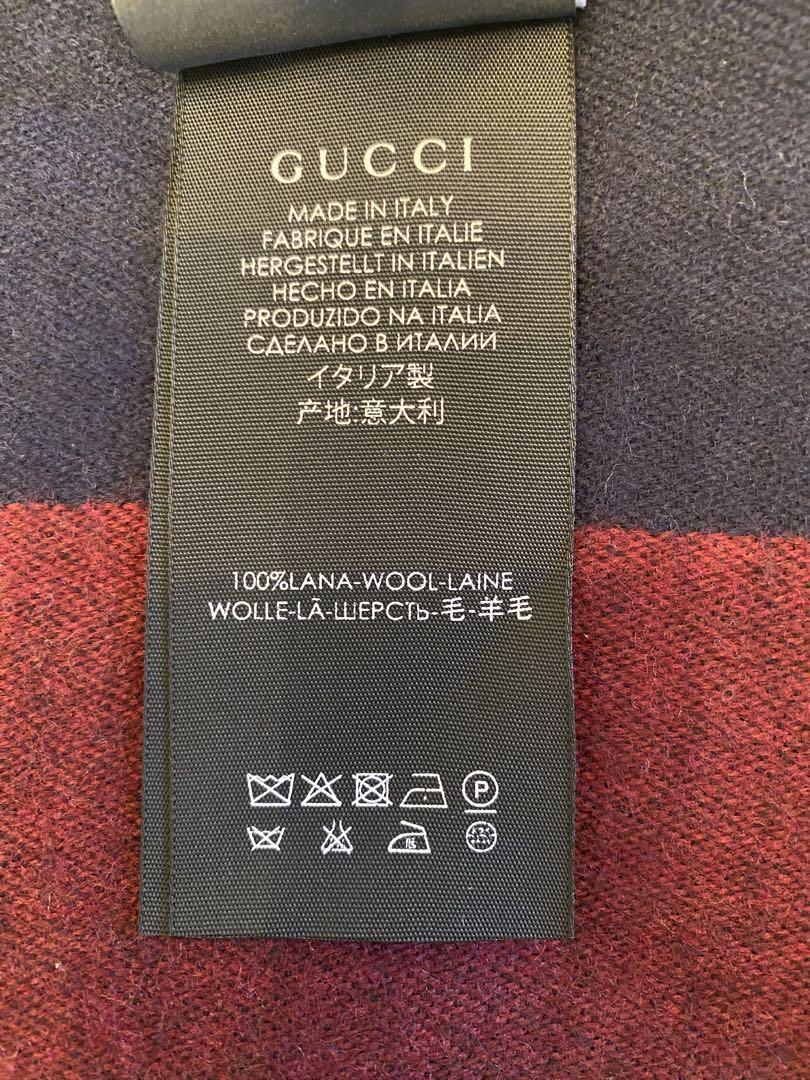 GUCCI
MADE IN ITALY
FABRIQUE EN ITALIE
HERGESTELLT IN ITALIEN
HECHO EN ITALIA
PRODUZIDO NA ITALIA
СДЕЛАНО В ИТАЛИИ
イタリア製
产地:意大利
100%LANA-WOOL-LAINE
WOLLE-LÃ-ШЕРСТЬ-毛-羊毛
P
低